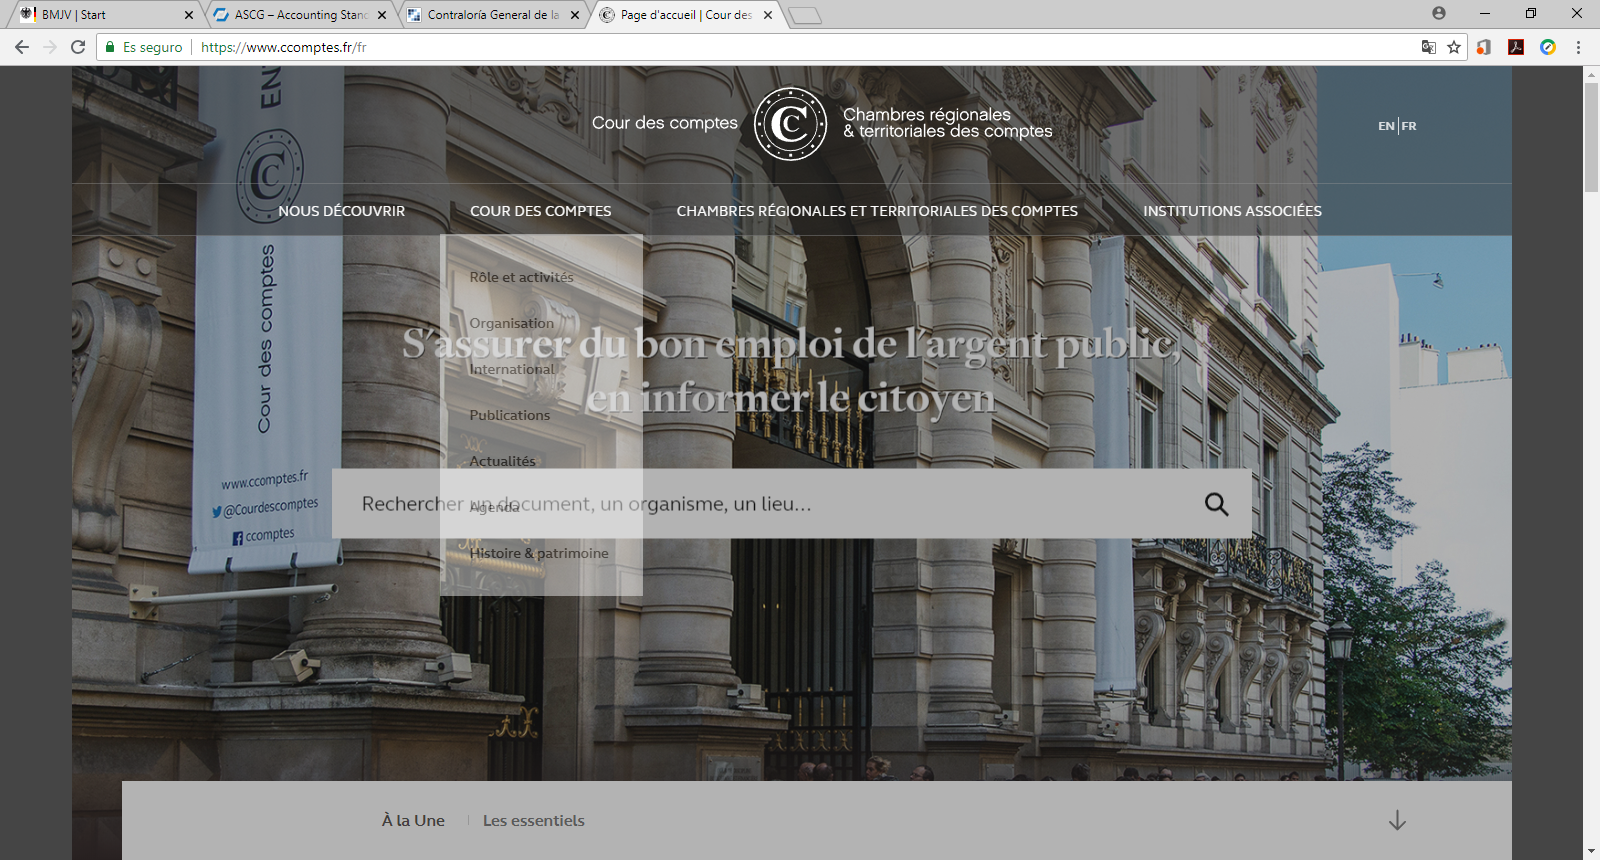 BMJV | Start
ASCG – Accounting Stand
Contraloría General de la
Page d'accueil | Cour des
Es seguro
https://www.ccomptes.fr/fr
Cour des comptes
Chambres régionales
& territoriales des comptes
EN|FR
NOUS DÉCOUVRIR
COUR DES COMPTES
CHAMBRES RÉGIONALES ET TERRITORIALES DES COMPTES
INSTITUTIONS ASSOCIÉES
Rôle et activités
Organisation
International
Publications
Actualités
Agenda
Histoire & patrimoine
S'assurer du bon emploi de l'argent public,
en informer le citoyen
Rechercher un document, un organisme, un lieu...
EN
Cour des comptes
www.ccomptes.fr
@Courdescomptes
ccomptes
À la Une
Les essentiels